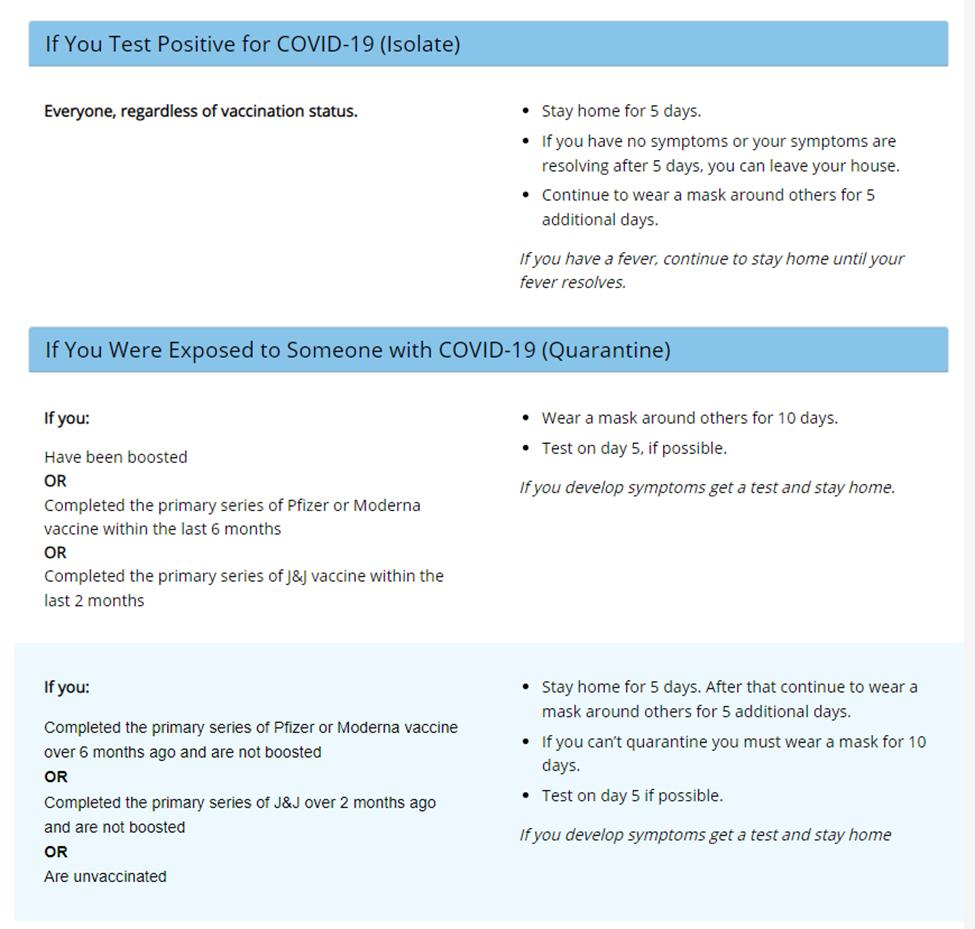 If You Test Positive for COVID-19 (Isolate)
Everyone, regardless of vaccination status.
• Stay home for 5 days.
• If you have no symptoms or your symptoms are
resolving after 5 days, you can leave your house.
• Continue to wear a mask around others for 5
additional days.
If you have a fever, continue to stay home until your
fever resolves.
If You Were Exposed to Someone with COVID-19 (Quarantine)
If you:
Have been boosted
OR
Completed the primary series of Pfizer or Moderna
vaccine within the last 6 months
OR
Completed the primary series of J&J vaccine within the
last 2 months
• Wear a mask around others for 10 days.
• Test on day 5, if possible.
If you develop symptoms get a test and stay home.
If you:
Completed the primary series of Pfizer or Moderna vaccine
over 6 months ago and are not boosted
OR
Completed the primary series of J&J over 2 months ago
and are not boosted
OR
Are unvaccinated
• Stay home for 5 days. After that continue to wear a
mask around others for 5 additional days.
• If you can’t quarantine you must wear a mask for 10
days.
• Test on day 5 if possible.
If you develop symptoms get a test and stay home